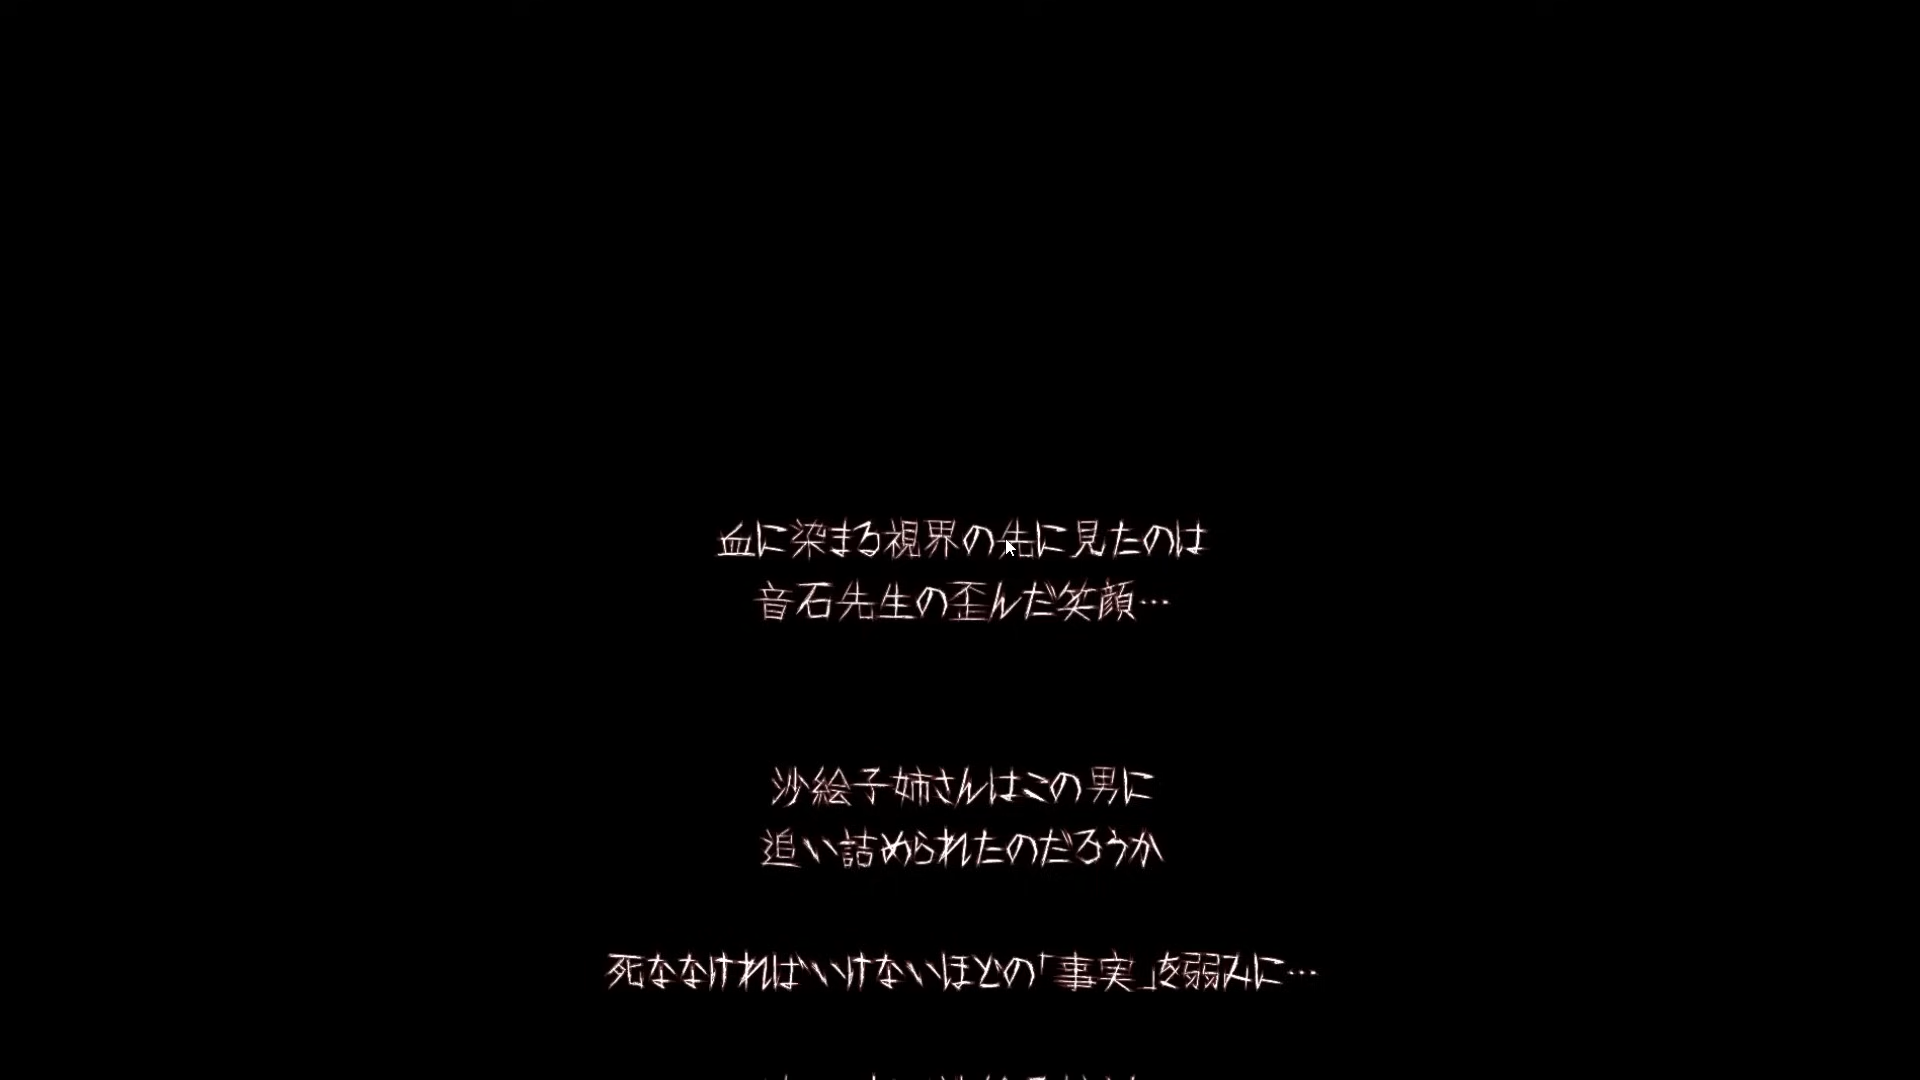 血に染まる視界の先に見たのは
音石先生の歪んだ笑顔…
沙絵子姉さんはこの男に
追い詰められたのだろうか
死ななければいけないほどの「事実」を弱みに…